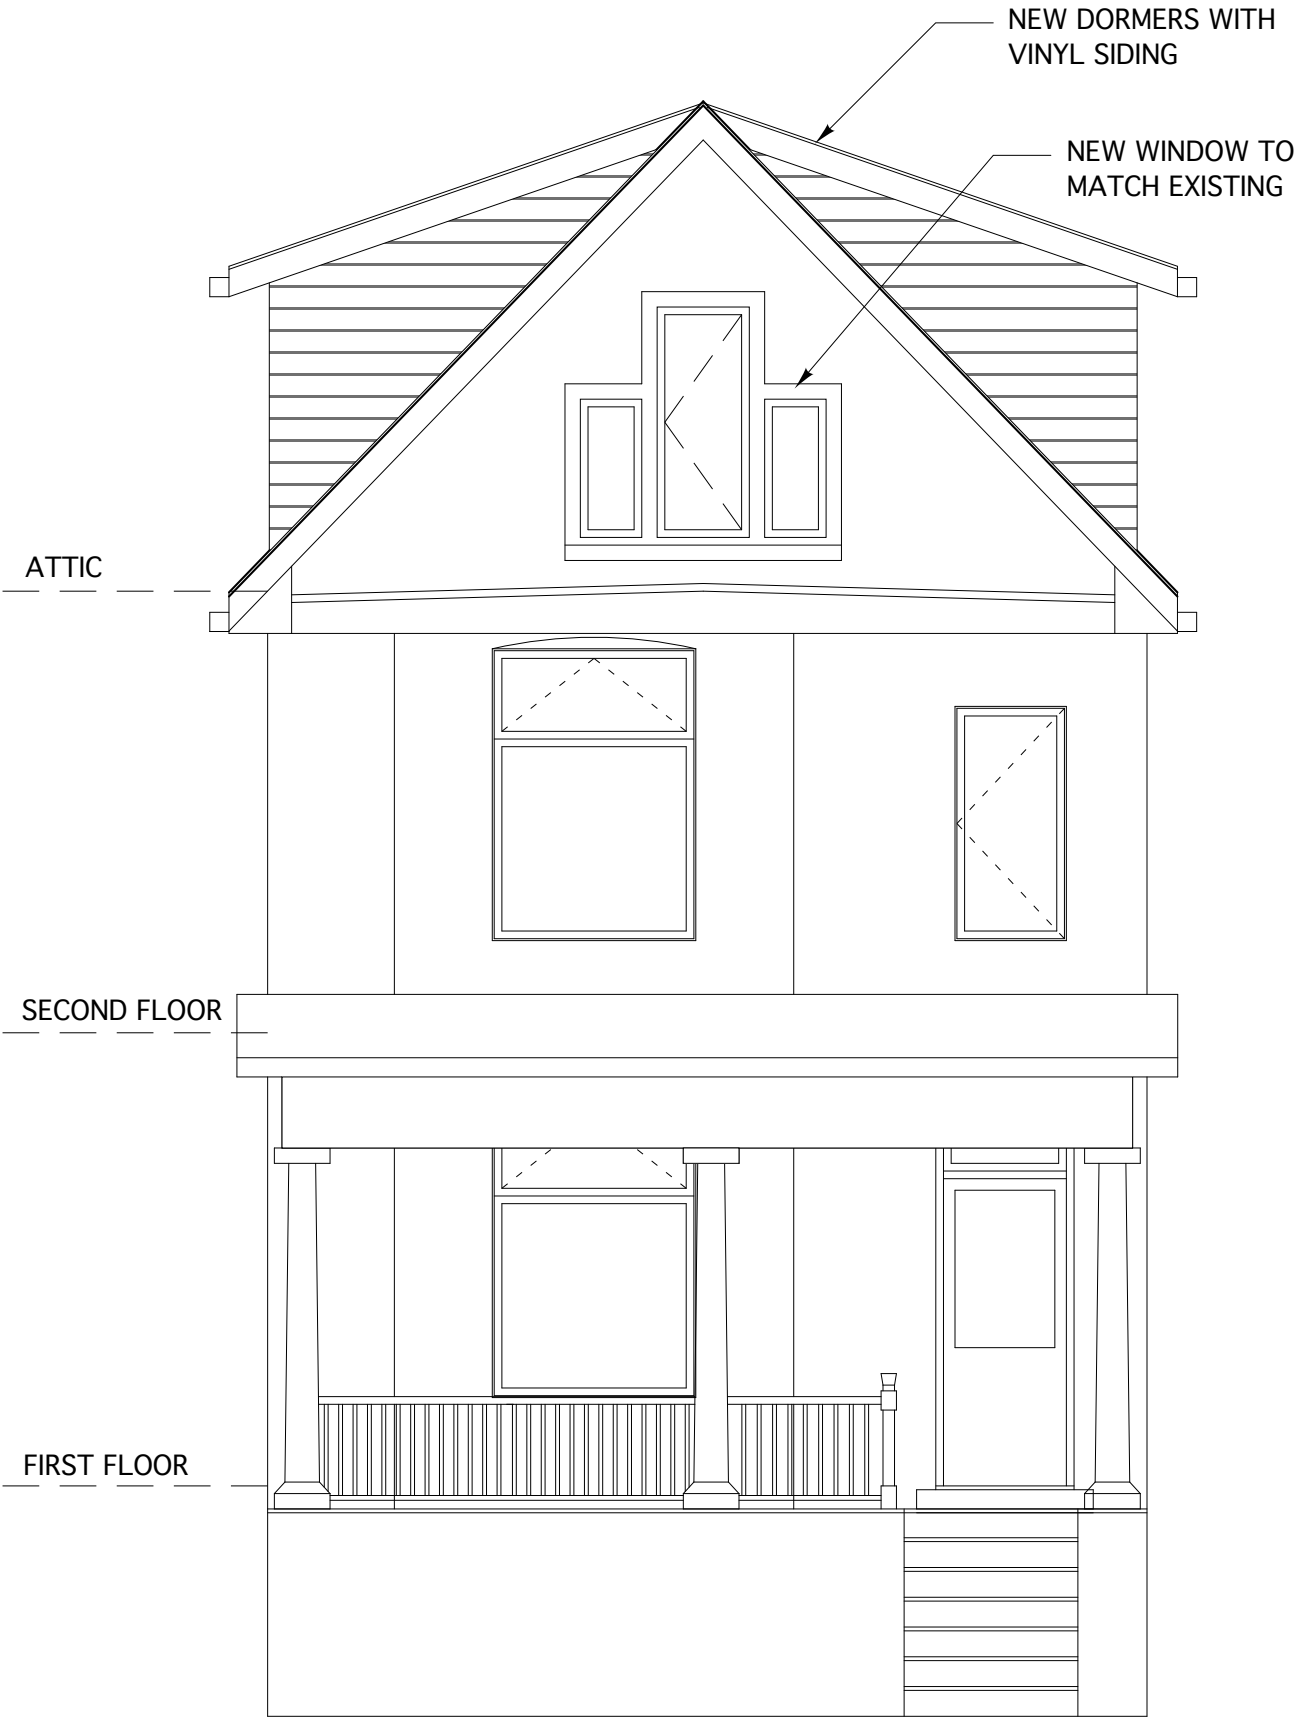 NEW DORMERS WITH
VINYL SIDING
NEW WINDOW TO
MATCH EXISTING
ATTIC
SECOND FLOOR
FIRST FLOOR